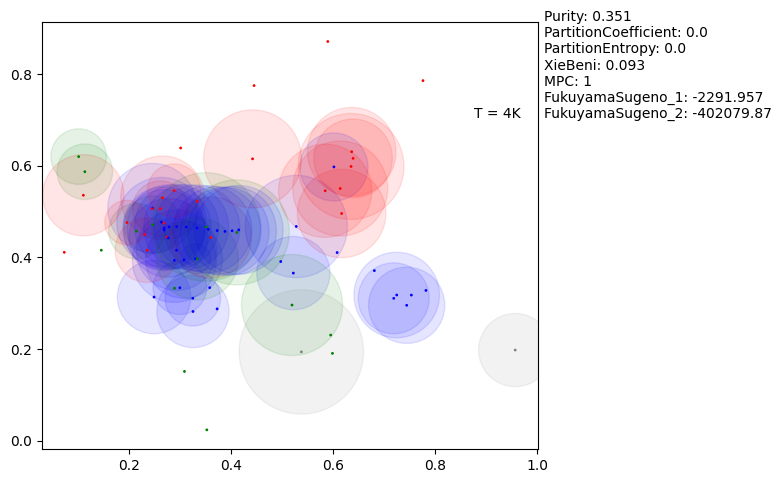 Purity: 0.351
PartitionCoefficient: 0.0
PartitionEntropy: 0.0
XieBeni: 0.093
MPC: 1
FukuyamaSugeno_1: -2291.957
FukuyamaSugeno_2: -402079.87
T = 4K
0.8
0.6
0.4
0.2
0.0
0.2 0.4 0.6 0.8 1.0